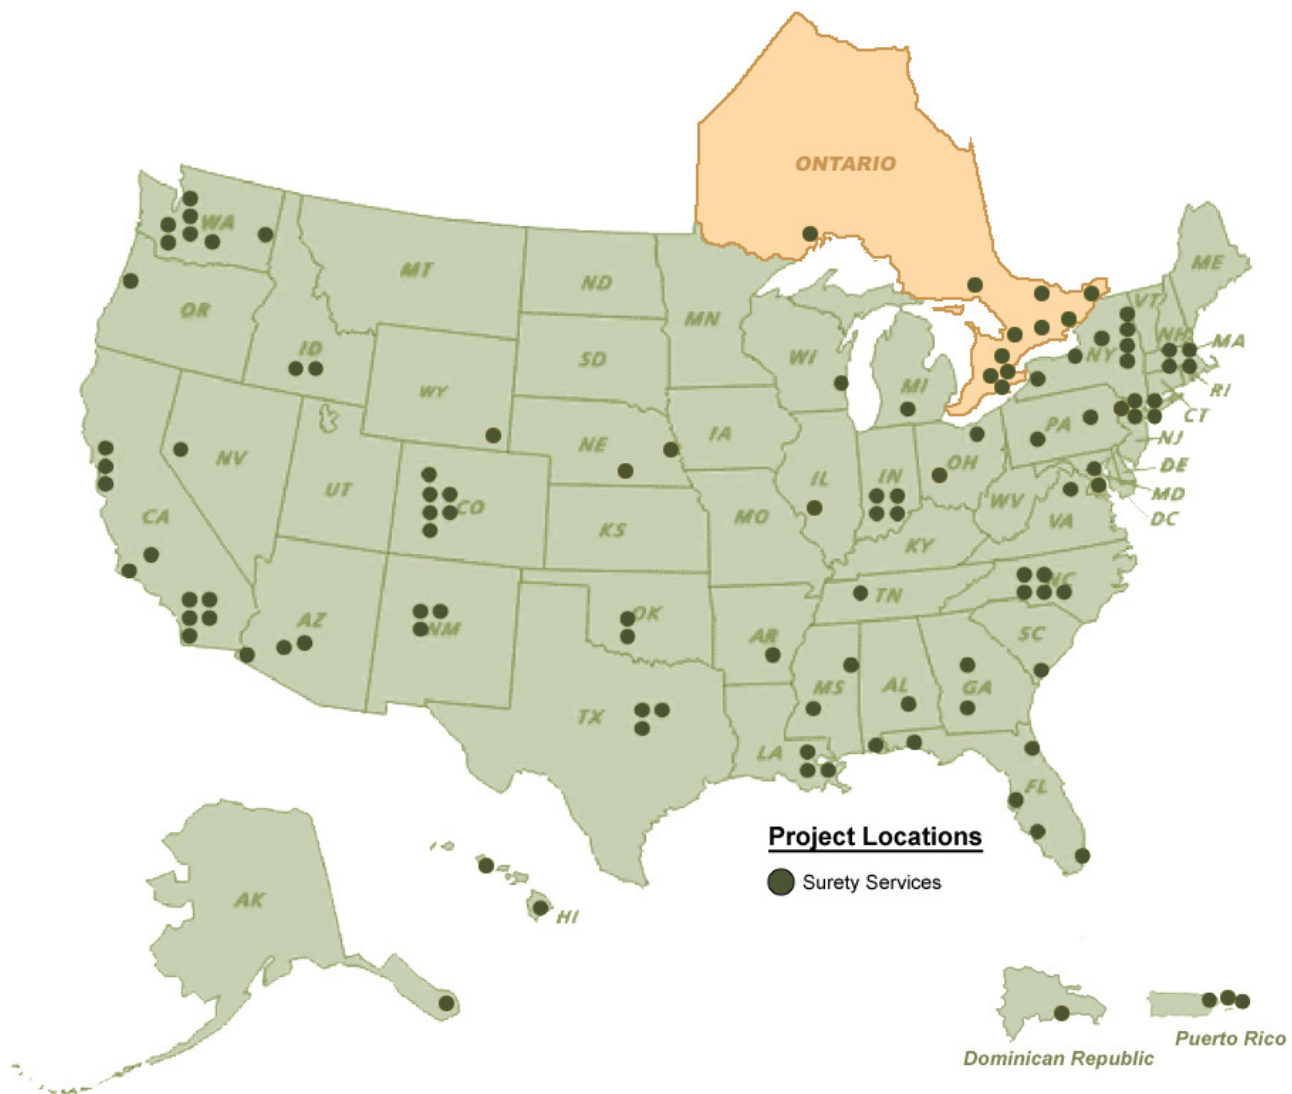 ONTARIO
WA
MT
ND
MN
ME
VT
NH
MA
OR
ID
SD
WI
MI
NY
RI
WY
CT
NE
IA
PA
NJ
NV
UT
CO
IL
IN
OH
DE
MD
DC
CA
KS
MO
WV
VA
KY
AZ
NM
OK
AR
TN
NC
SC
TX
LA
MS
AL
GA
FL
Project Locations
Surety Services
AK
HI
Dominican Republic
Puerto Rico